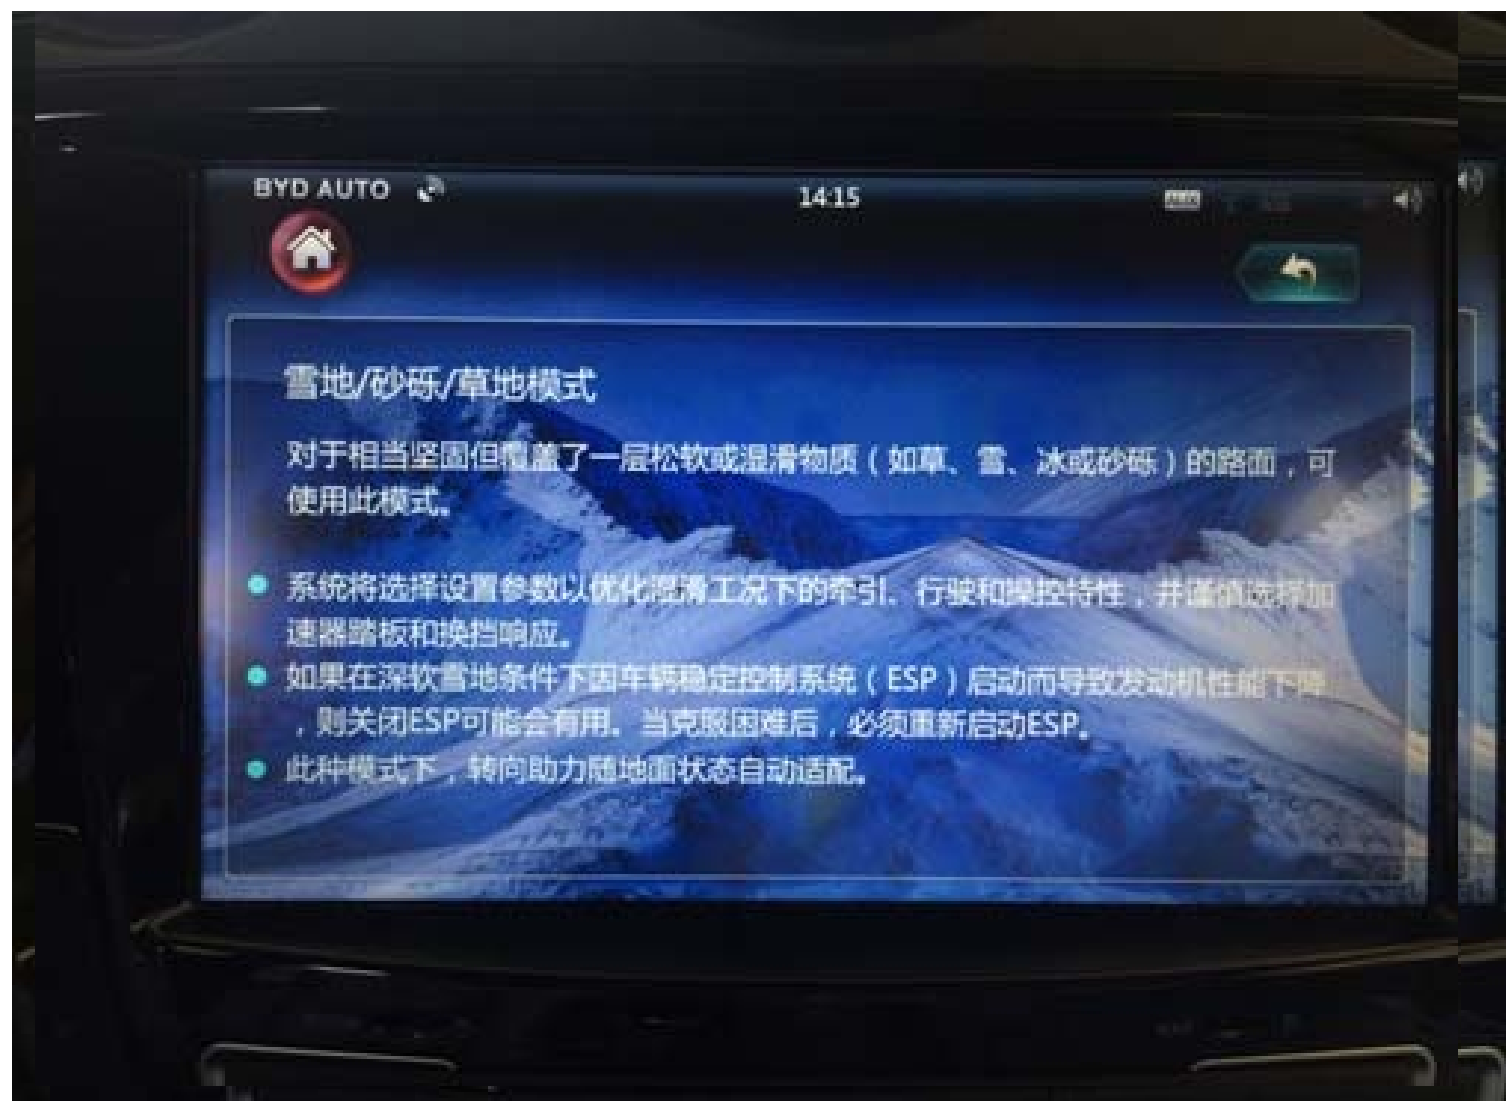 BYD AUTO
14:15
雪地/砂砾/草地模式
对于相当坚固但覆盖了一层松软或湿滑物质(如草、雪、冰或砂砾)的路面,可
使用此模式。
系统将选择设置参数以优化湿滑工况下的牵引、行驶和操控特性,并谨慎选择加
速器踏板和换挡响应。
如果在深软雪地条件下因车辆稳定控制系统(ESP)启动而导致发动机性能下降
,则关闭ESP可能会有用。当克服困难后,必须重新启动ESP。
此种模式下,转向助力随地面状态自动适配。